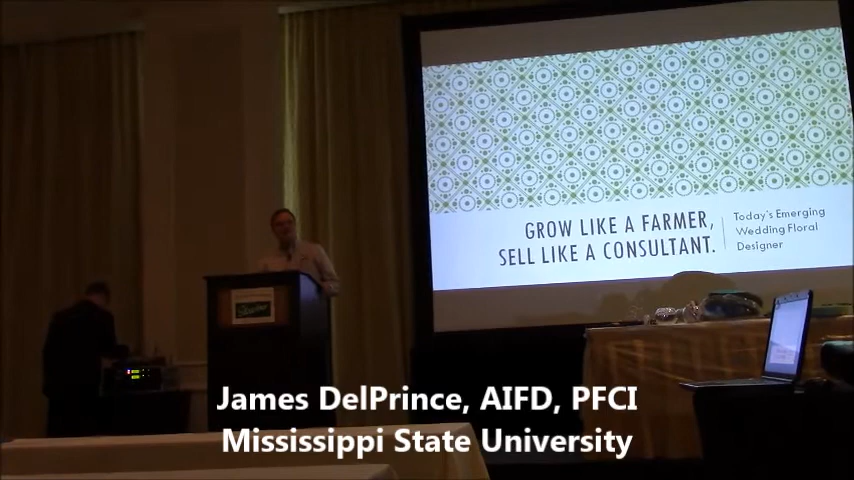 GROW LIKE A FARMER,
SELL LIKE A CONSULTANT.
Today's Emerging
Wedding Floral
Designer
James DelPrince, AIFD, PFCI
Mississippi State University